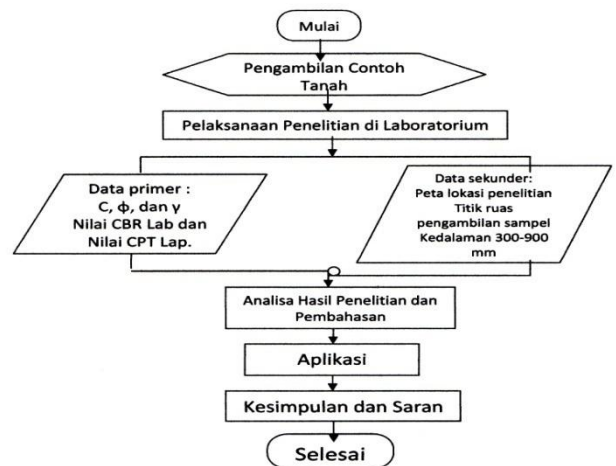 Mulai
Pengambilan Contoh
Tanah
Pelaksanaan Penelitian di Laboratorium
Data primer :
C, ϕ, dan γ
Nilai CBR Lab dan
Nilai CPT Lap.
Data sekunder:
Peta lokasi penelitian
Titik ruas
pengambilan sampel
Kedalaman 300-900
mm
Analisa Hasil Penelitian dan
Pembahasan
Aplikasi
Kesimpulan dan Saran
Selesai